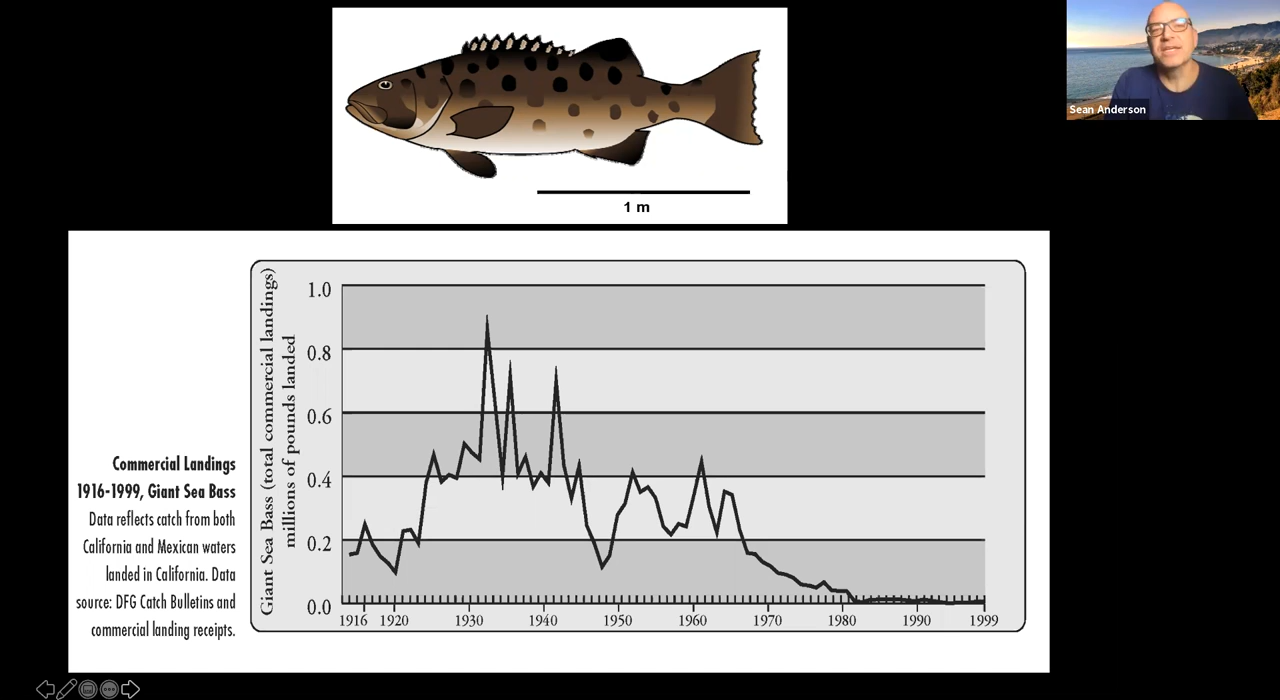 Sean Anderson
1 m
Giant Sea Bass (total commercial landings)
millions of pounds landed
1.0
0.8
0.6
0.4
0.2
0.0
1916 1920 1930 1940 1950 1960 1970 1980 1990 1999
Commercial Landings
1916-1999, Giant Sea Bass
Data reflects catch from both
California and Mexican waters
landed in California. Data
source: DFG Catch Bulletins and
commercial landing receipts.